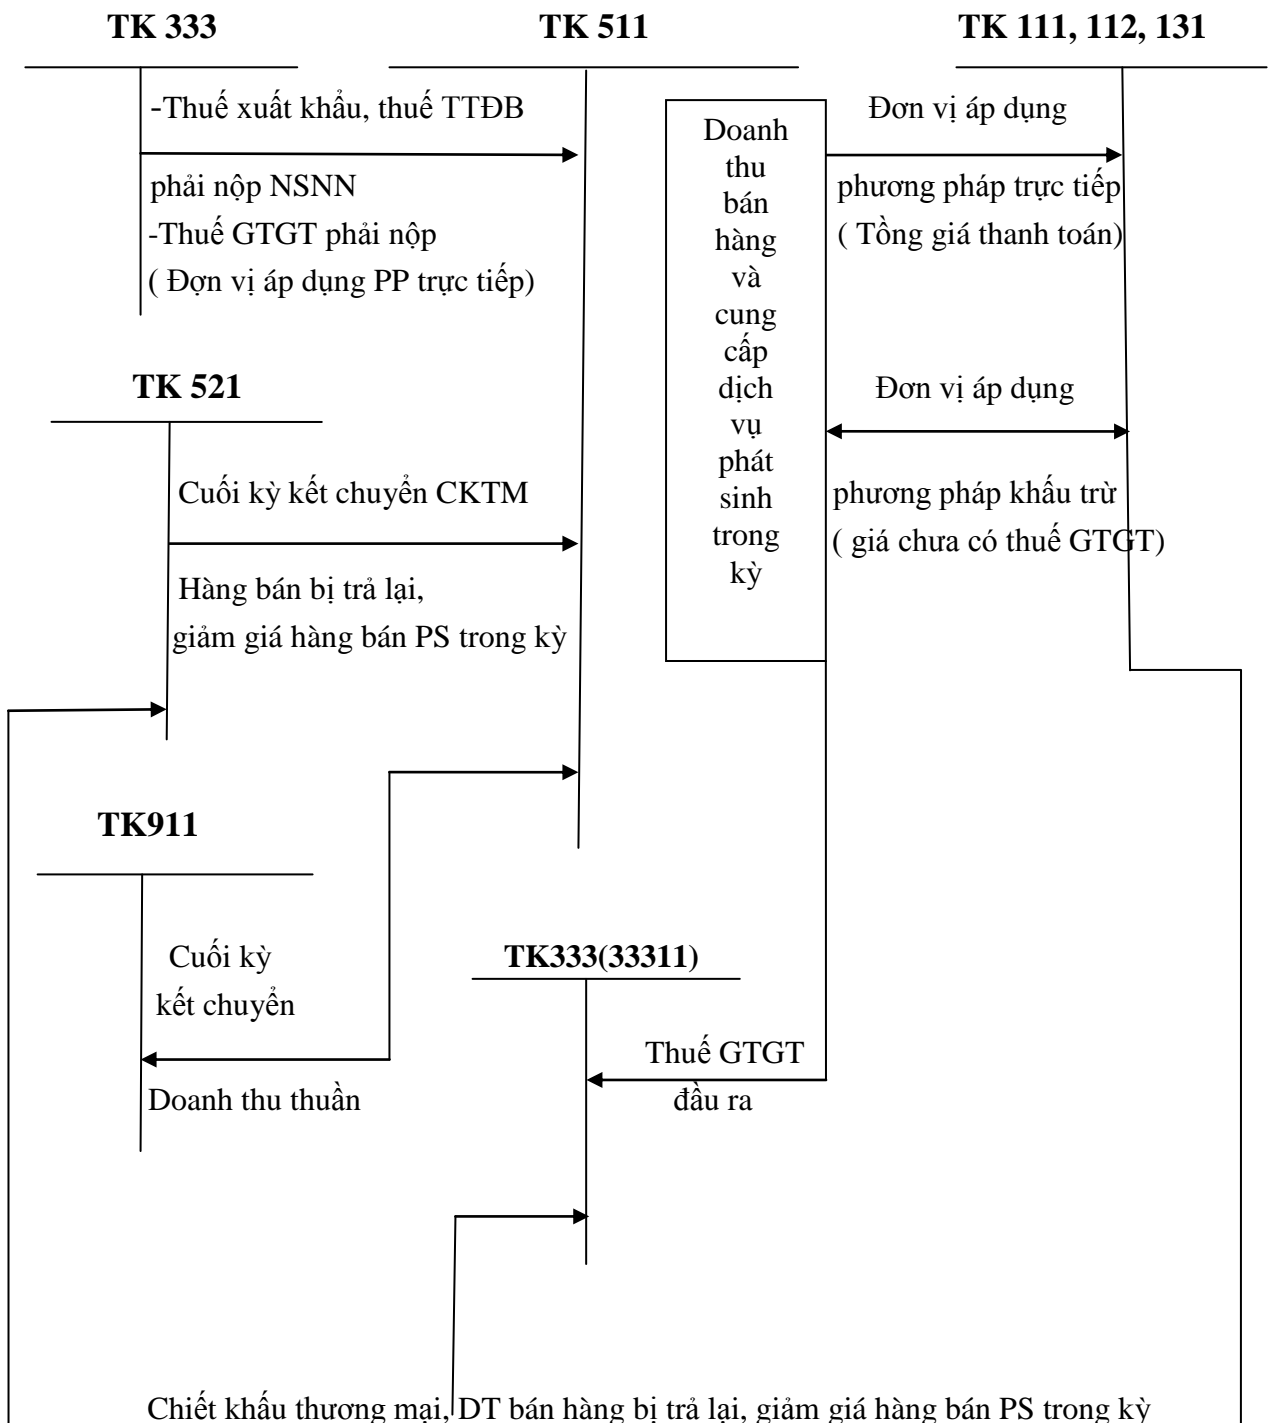 TK 333
TK 511
TK 111, 112, 131
-Thuế xuất khẩu, thuế TTĐB
phải nộp NSNN
-Thuế GTGT phải nộp
( Đợn vị áp dụng PP trực tiếp)
Doanh
thu
bán
hàng
và
cung
cấp
dịch
vụ
phát
sinh
trong
kỳ
Đơn vị áp dụng
phương pháp trực tiếp
( Tồng giá thanh toán)
TK 521
Đơn vị áp dụng
phương pháp khấu trừ
( giá chưa có thuế GTGT)
Cuối kỳ kết chuyển CKTM
Hàng bán bị trả lại,
giảm giá hàng bán PS trong kỳ
TK911
Cuối kỳ
kết chuyển
Doanh thu thuần
TK333(33311)
Thuế GTGT
đầu ra
Chiết khấu thương mại, DT bán hàng bị trả lại, giảm giá hàng bán PS trong kỳ